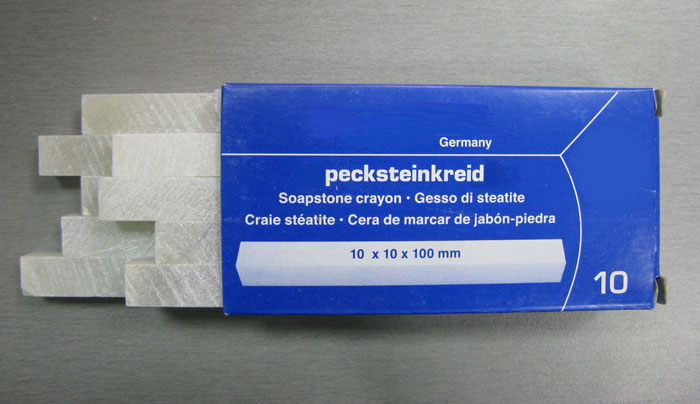 Germany
pecksteinkreid
Soapstone crayon • Gesso di steatite
Craie stéatite • Cera de marcar de jabón-piedra
10 x 10 x 100 mm
10